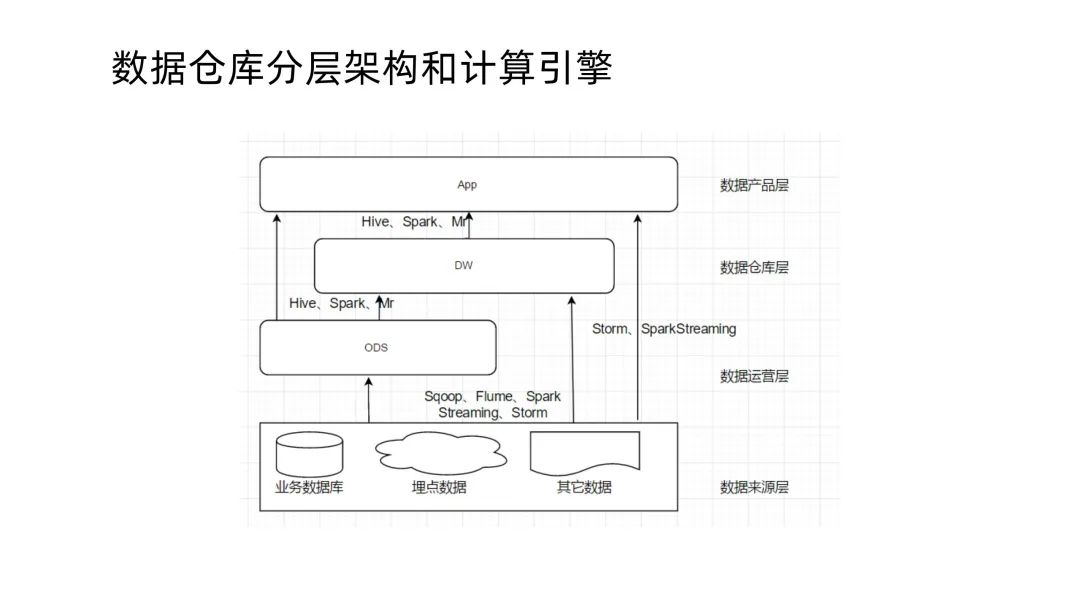 数据仓库分层架构和计算引擎
App
数据产品层
Hive、Spark、Mr
DW
数据仓库层
Hive、Spark、Mr
Storm、SparkStreaming
ODS
数据运营层
Sqoop、Flume、Spark
Streaming、Storm
业务数据库
埋点数据
其它数据
数据来源层